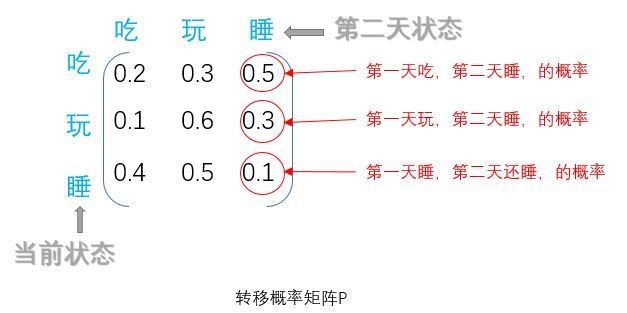 吃 玩 睡 第二天状态
吃 0.2 0.3 0.5 第一天吃，第二天睡，的概率
玩 0.1 0.6 0.3 第一天玩，第二天睡，的概率
睡 0.4 0.5 0.1 第一天睡，第二天还睡，的概率
当前状态
转移概率矩阵P